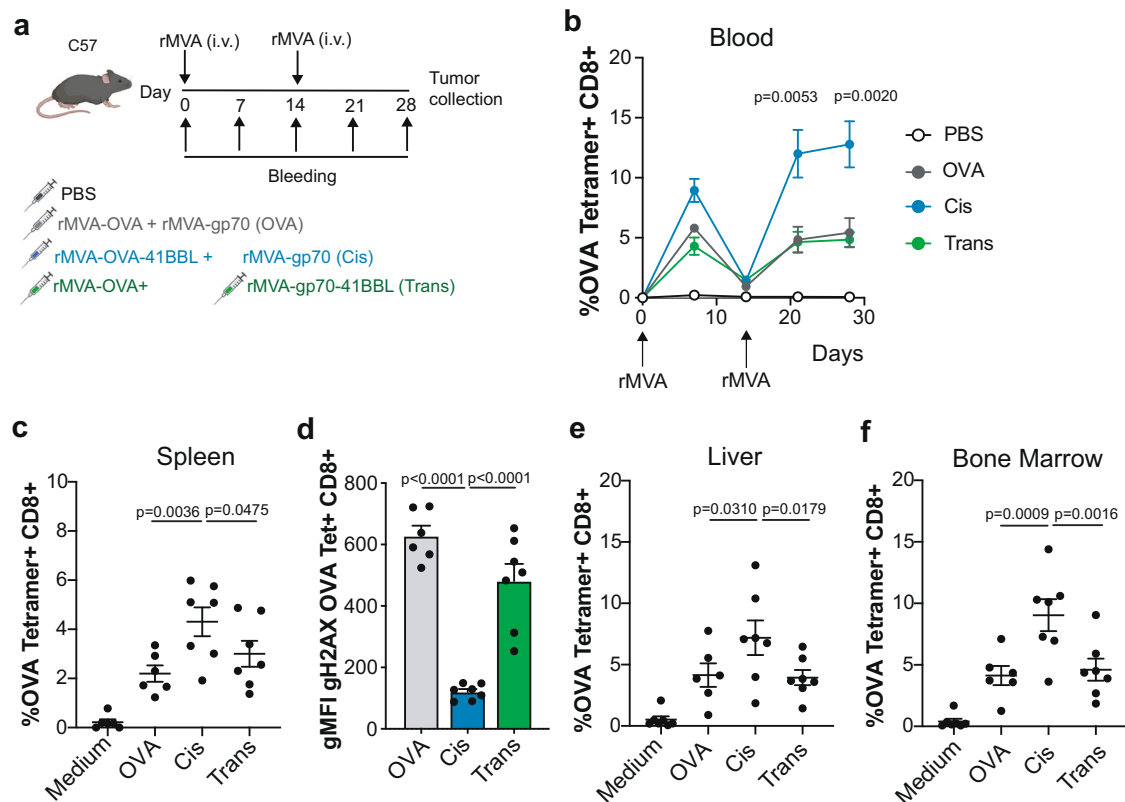 a
C57
rMVA (i.v.) rMVA (i.v.)
Day 0 7 14 21 28
Tumor
collection
Bleeding
PBS
rMVA-OVA + rMVA-gp70 (OVA)
rMVA-OVA-41BBL + rMVA-gp70 (Cis)
rMVA-OVA+ rMVA-gp70-41BBL (Trans)
b
Blood
%OVA Tetramer+ CD8+
20
15
10
5
0
p=0.0053 p=0.0020
0 10 20 30
Days
rMVA rMVA
PBS
OVA
Cis
Trans
c
Spleen
%OVA Tetramer+ CD8+
10
8
6
4
2
0
p=0.0036 p=0.0475
Medium OVA Cis Trans
d
gMFI gH2AX OVA Tet+ CD8+
800
600
400
200
0
p<0.0001 p<0.0001
OVA Cis Trans
e
Liver
%OVA Tetramer+ CD8+
20
15
10
5
0
p=0.0310 p=0.0179
Medium OVA Cis Trans
f
Bone Marrow
%OVA Tetramer+ CD8+
20
15
10
5
0
p=0.0009 p=0.0016
Medium OVA Cis Trans